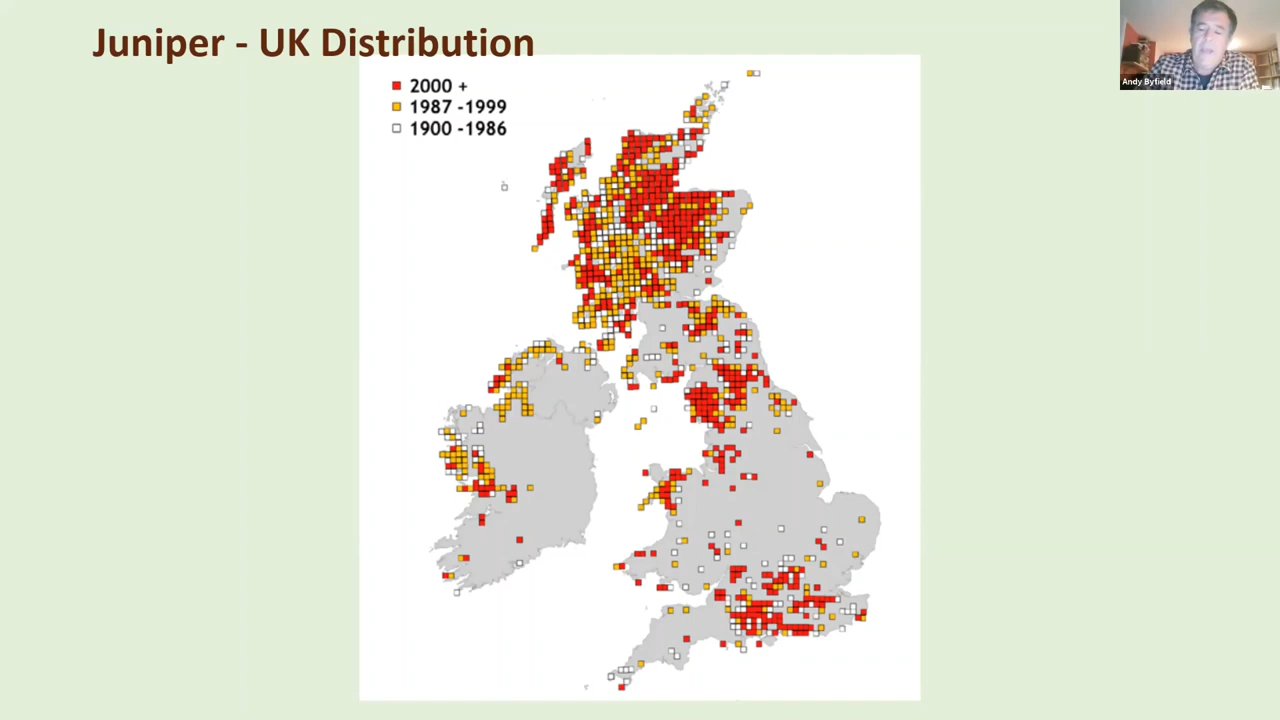 Juniper - UK Distribution
2000 +
1987 -1999
1900 -1986
Andy Byfield